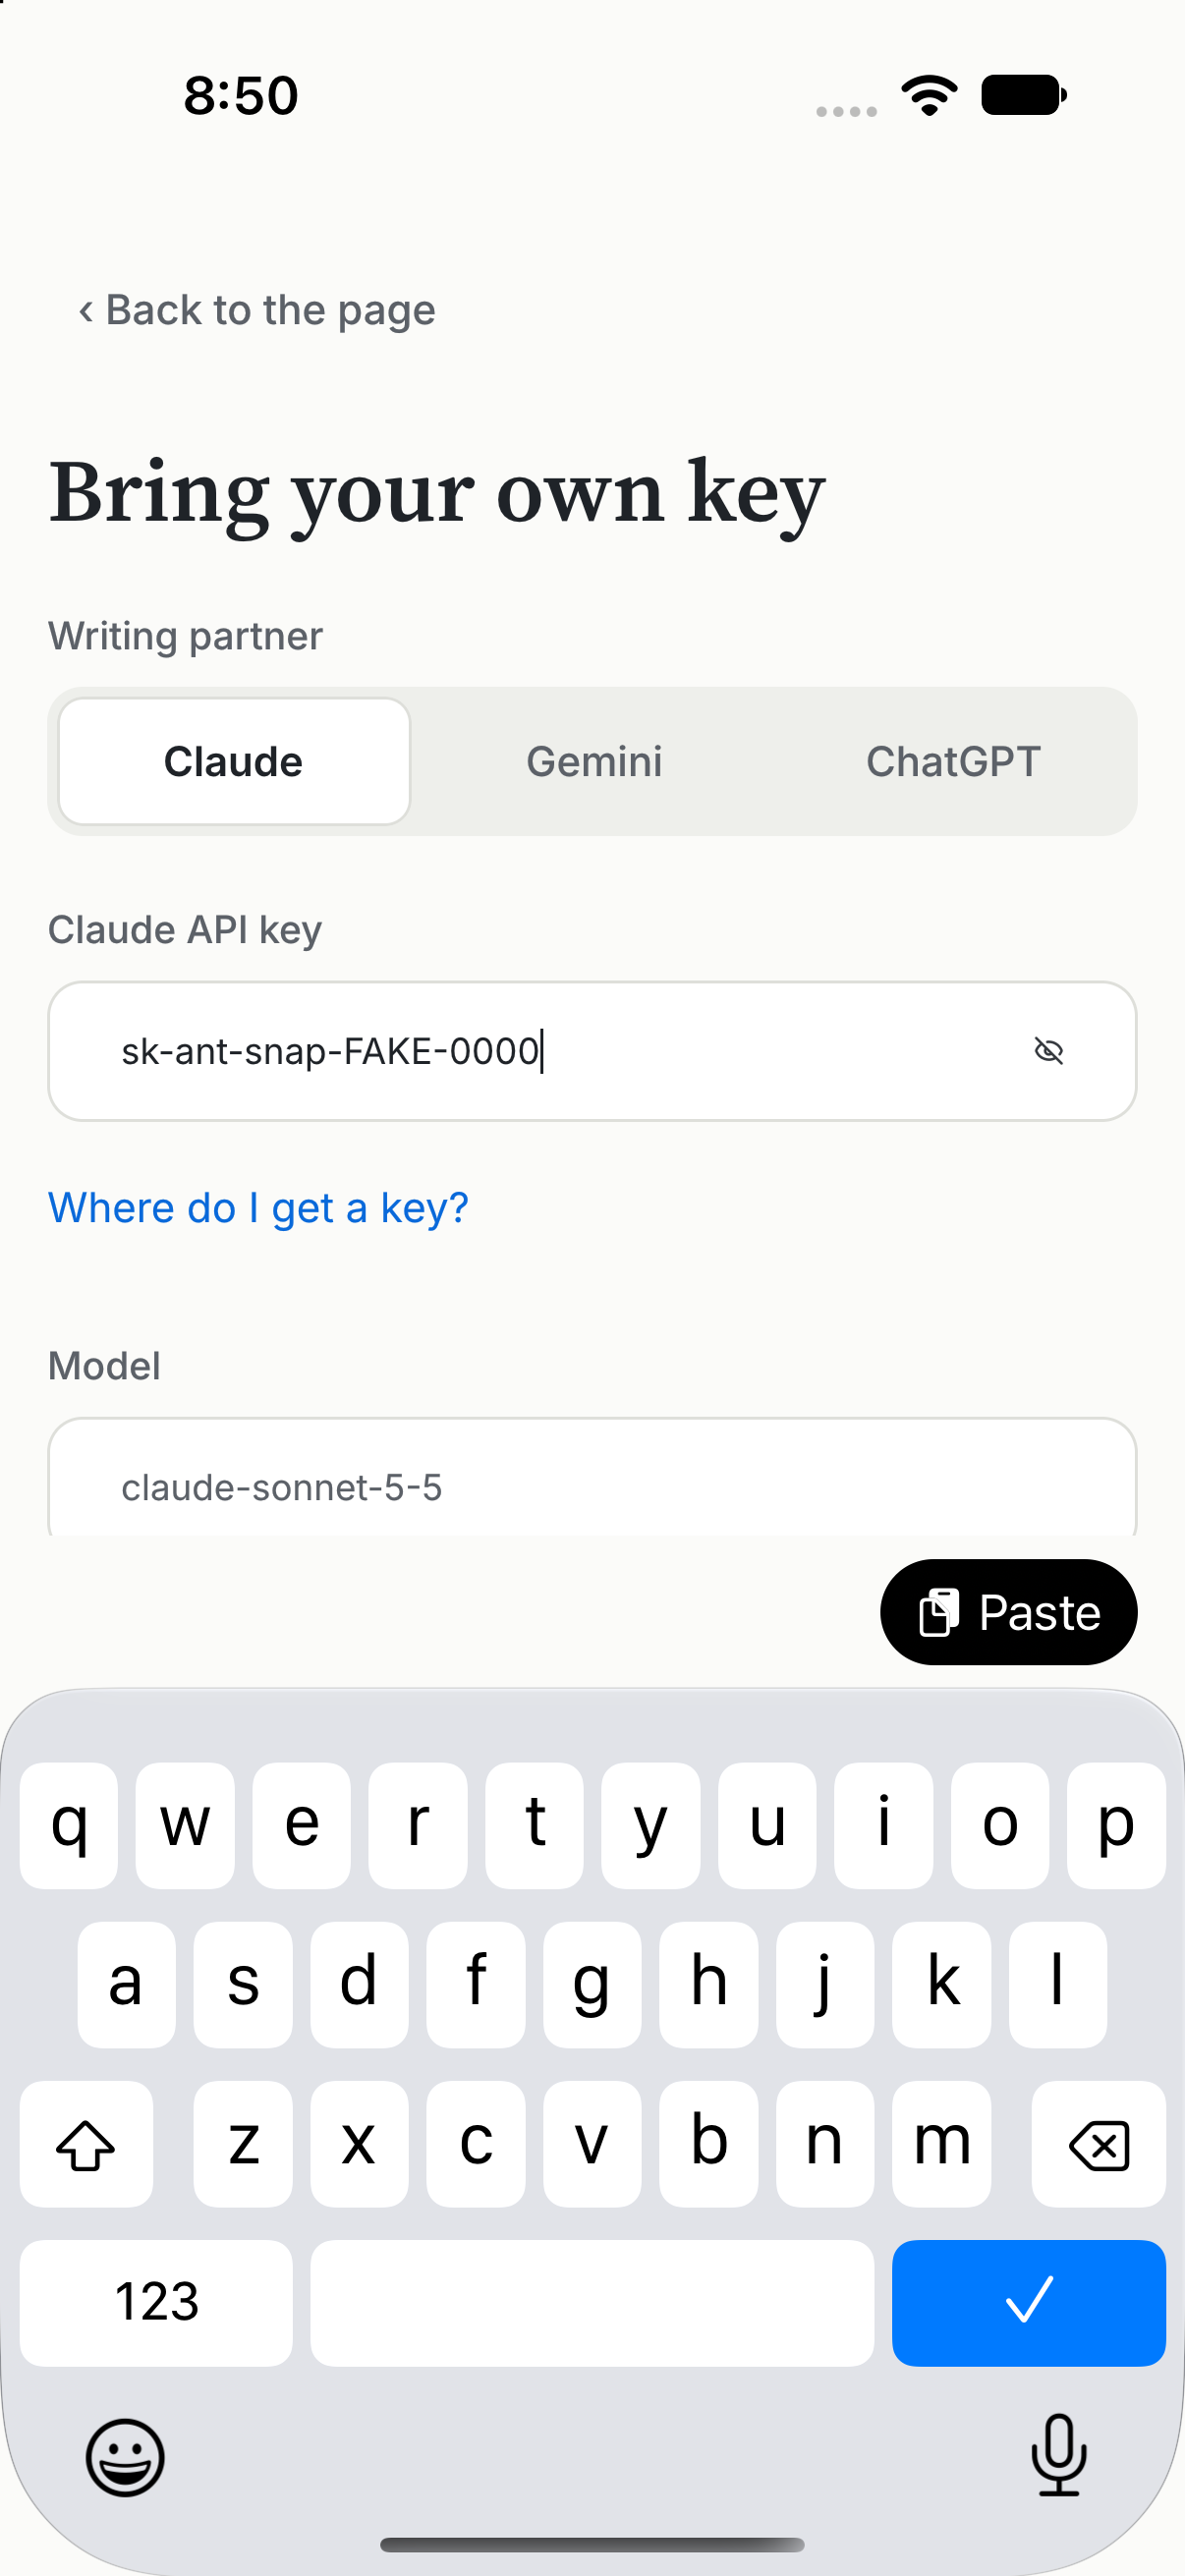 8:50
‹ Back to the page
Bring your own key
Writing partner
Claude Gemini ChatGPT
Claude API key
sk-ant-snap-FAKE-0000
Where do I get a key?
Model
claude-sonnet-5-5
Paste
q w e r t y u i o p
a s d f g h j k l
z x c v b n m
123